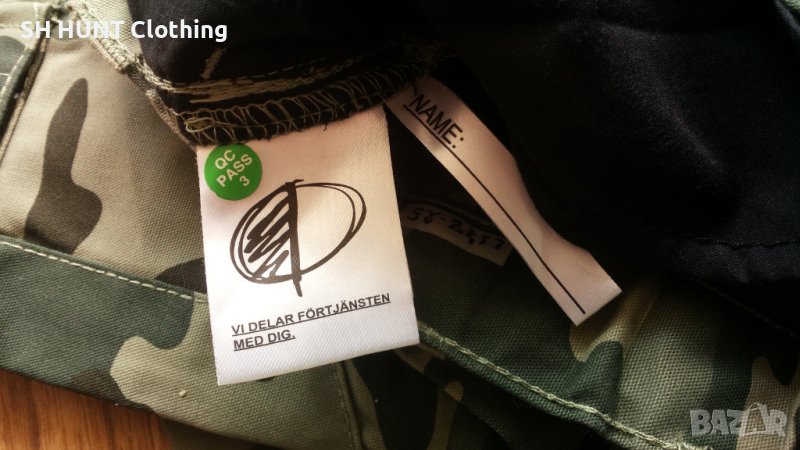 SH HUNT Clothing
QC
PASS
3
VI DELAR FÖRTJÄNSTEN
MED DIG.
NAME:
BAZAR